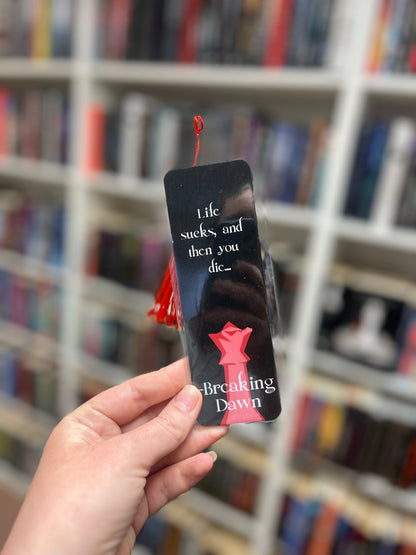 Life
sucks, and
then you
die...
-Breaking
Dawn